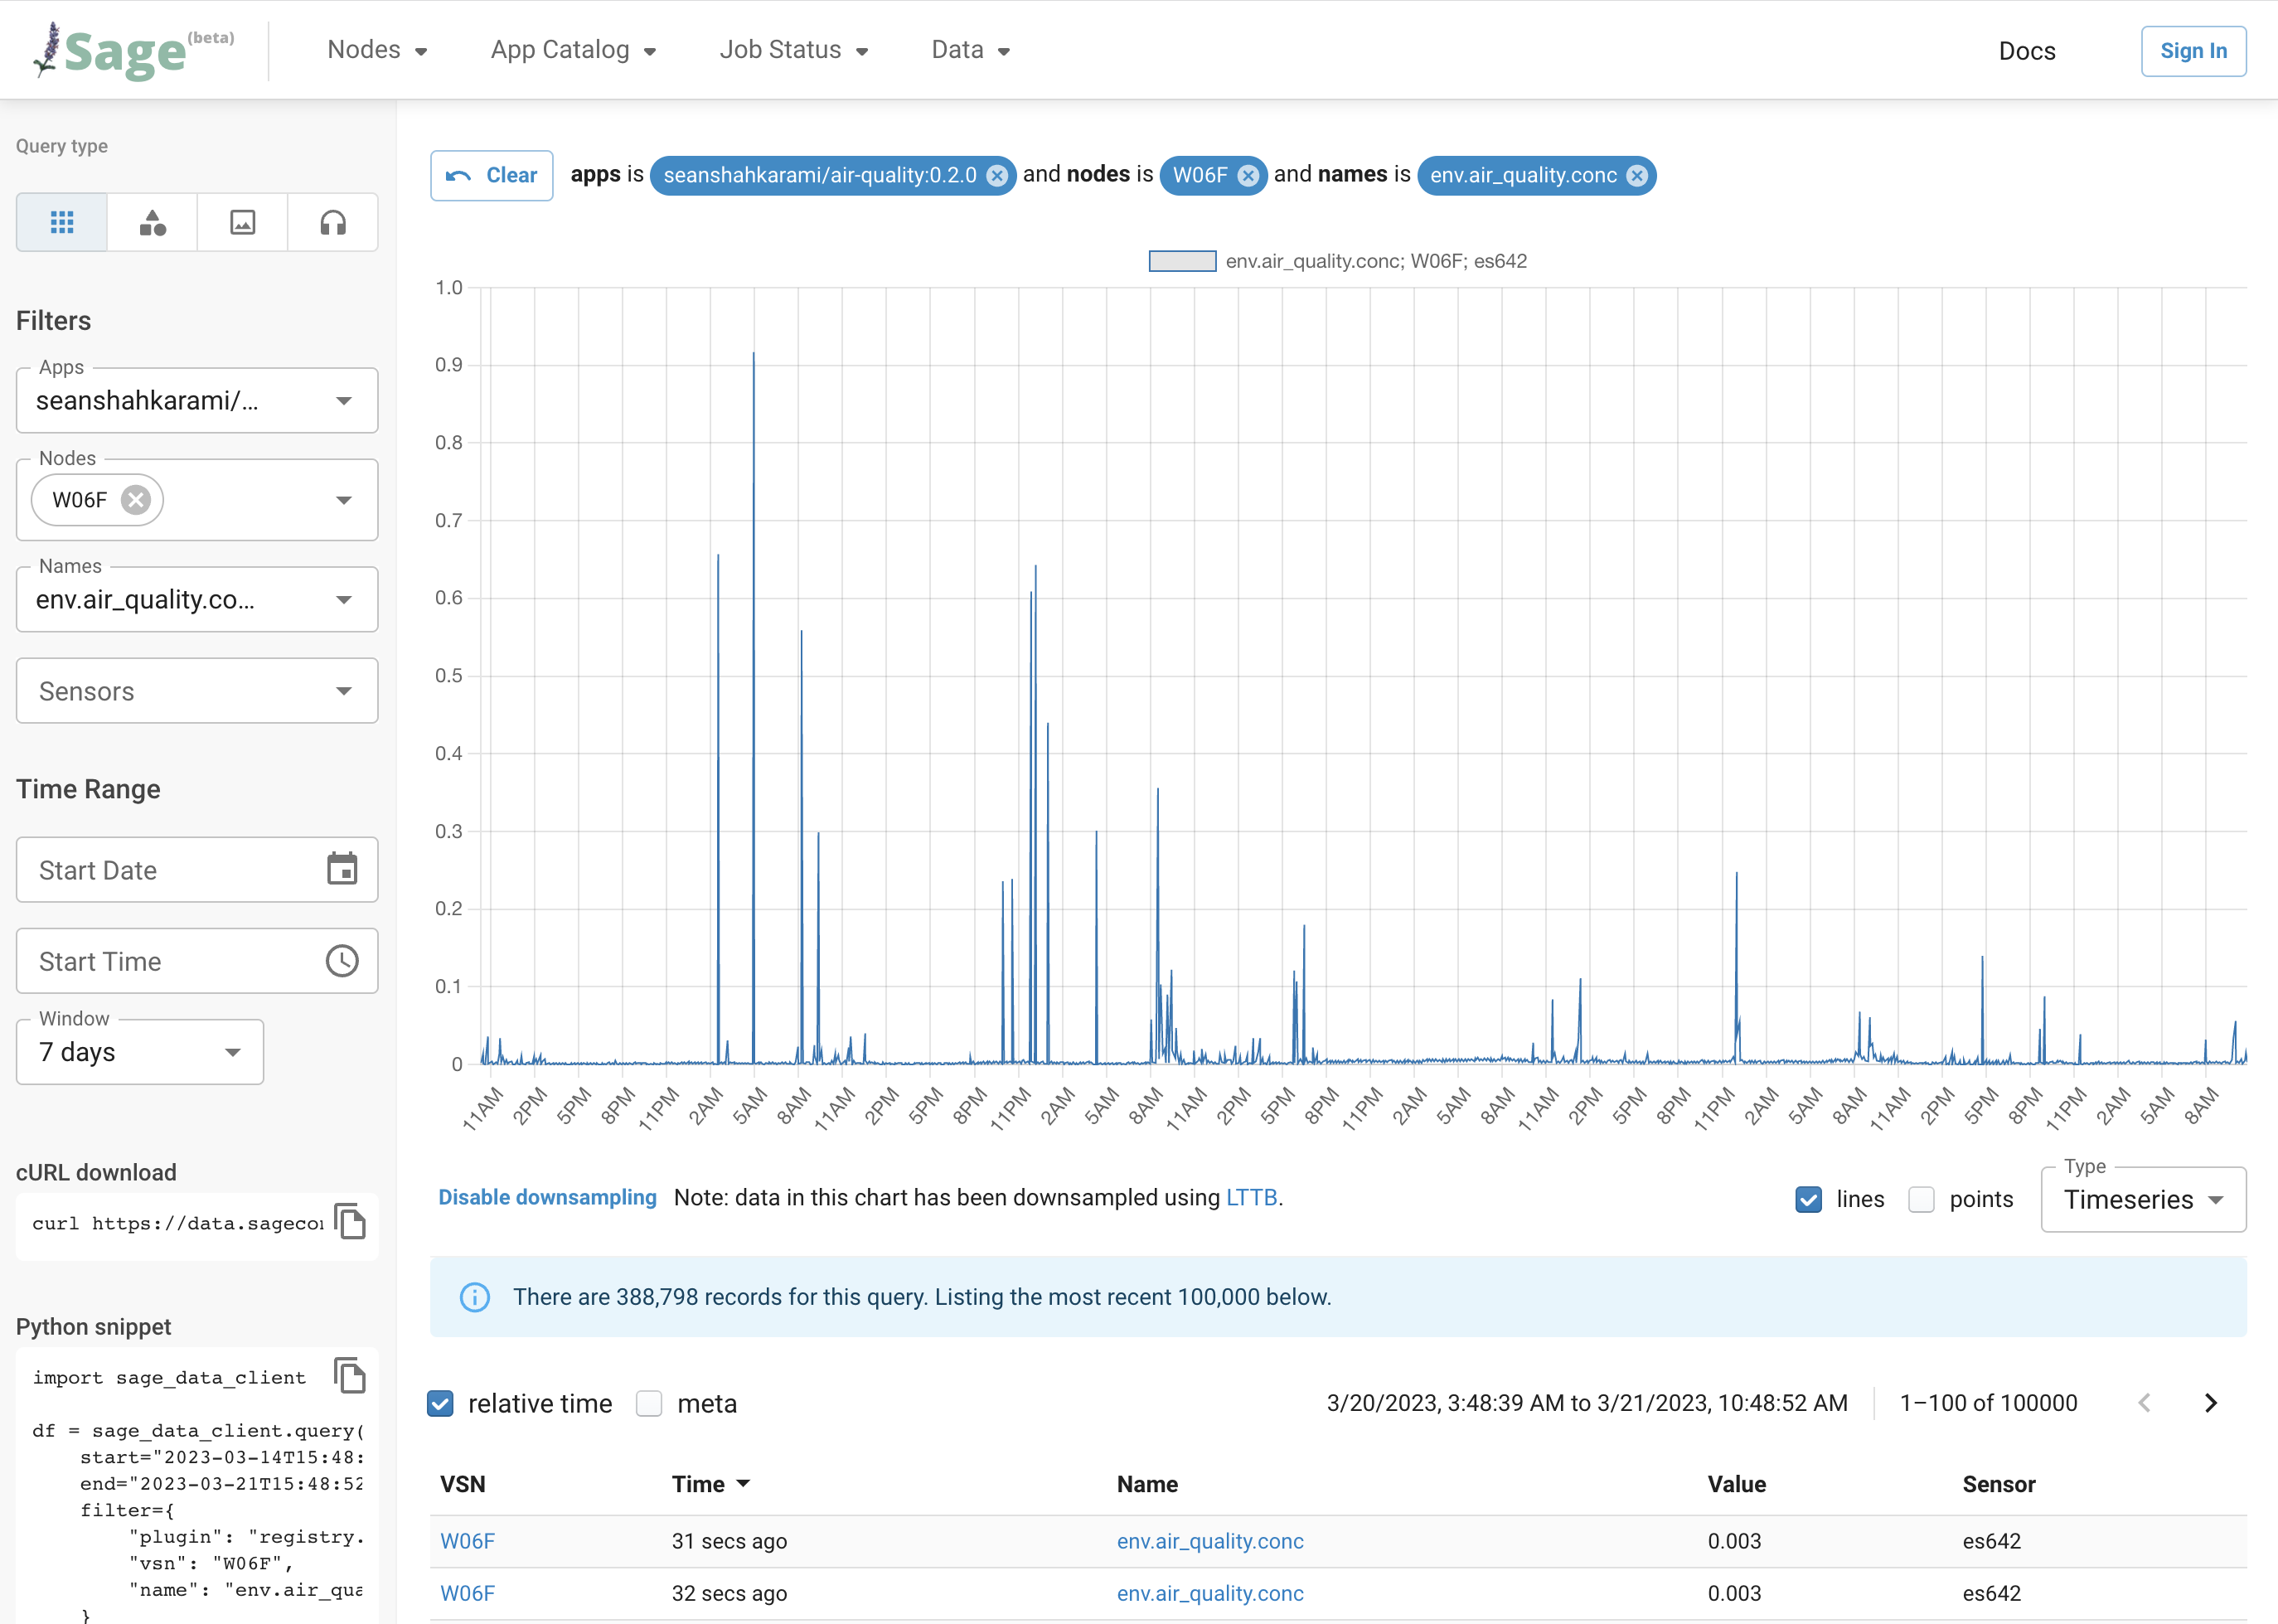 Sage (beta)
Nodes
App Catalog
Job Status
Data
Docs
Sign In
Query type
Filters
Apps
seanshahkarami/...
Nodes
W06F
Names
env.air_quality.co...
Sensors
Time Range
Start Date
Start Time
Window
7 days
cURL download
curl https://data.sageco
Python snippet
import sage_data_client
df = sage_data_client.query(
start="2023-03-14T15:48:
end="2023-03-21T15:48:52
filter={
"plugin": "registry.
"vsn": "W06F",
"name": "env.air_qua
}
Clear
apps is seanshahkarami/air-quality:0.2.0 and nodes is W06F and names is env.air_quality.conc
env.air_quality.conc; W06F; es642
1.0
0.9
0.8
0.7
0.6
0.5
0.4
0.3
0.2
0.1
0
11AM 2PM 5PM 8PM 11PM 2AM 5AM 8AM 11AM 2PM 5PM 8PM 11PM 2AM 5AM 8AM 11AM 2PM 5PM 8PM 11PM 2AM 5AM 8AM 11AM 2PM 5PM 8PM 11PM 2AM 5AM 8AM 11AM 2PM 5PM 8PM 11PM 2AM 5AM 8AM
Disable downsampling Note: data in this chart has been downsampled using LTTB.
lines
points
Type
Timeseries
There are 388,798 records for this query. Listing the most recent 100,000 below.
relative time
meta
3/20/2023, 3:48:39 AM to 3/21/2023, 10:48:52 AM
1–100 of 100000
VSN Time Name Value Sensor
W06F 31 secs ago env.air_quality.conc 0.003 es642
W06F 32 secs ago env.air_quality.conc 0.003 es642